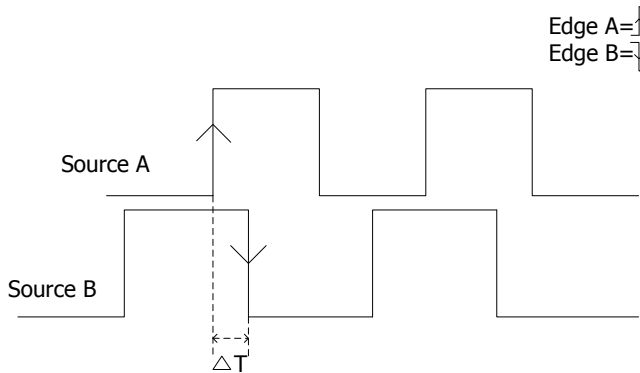 Edge A=
Edge B=
Source A
Source B
△T